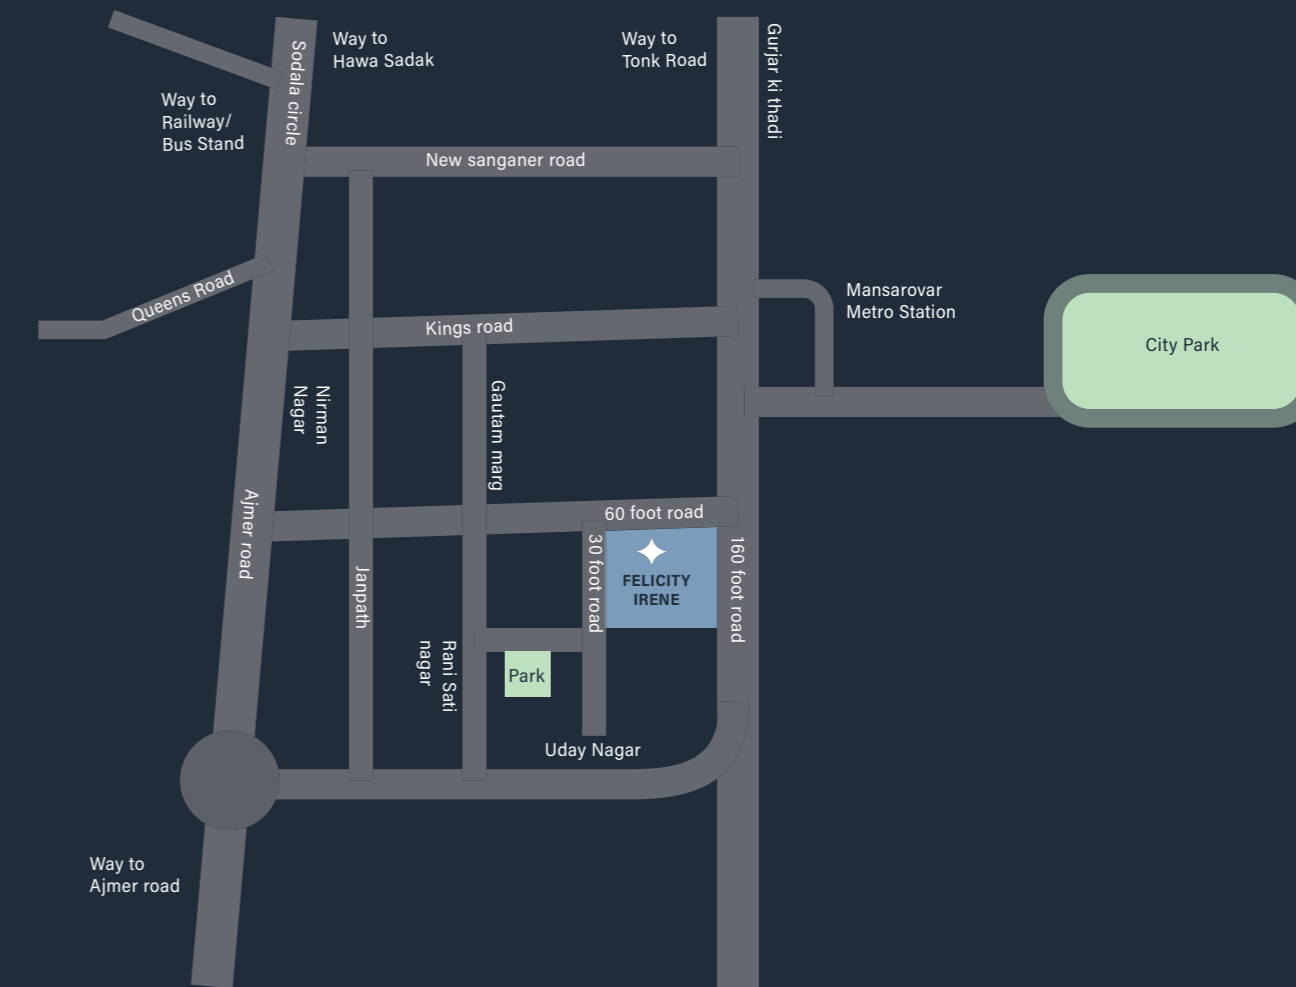 Way to
Hawa Sadak
Way to
Tonk Road
Gurjar ki thadi
Sodala circle
Way to
Railway/
Bus Stand
New sanganer road
Queens Road
Kings road
Mansarovar
Metro Station
City Park
Nirman
Nagar
Gautam marg
Ajmer road
60 foot road
30 foot road
FELICITY
IRENE
160 foot road
Janpath
Rani Sati
nagar
Park
Uday Nagar
Way to
Ajmer road